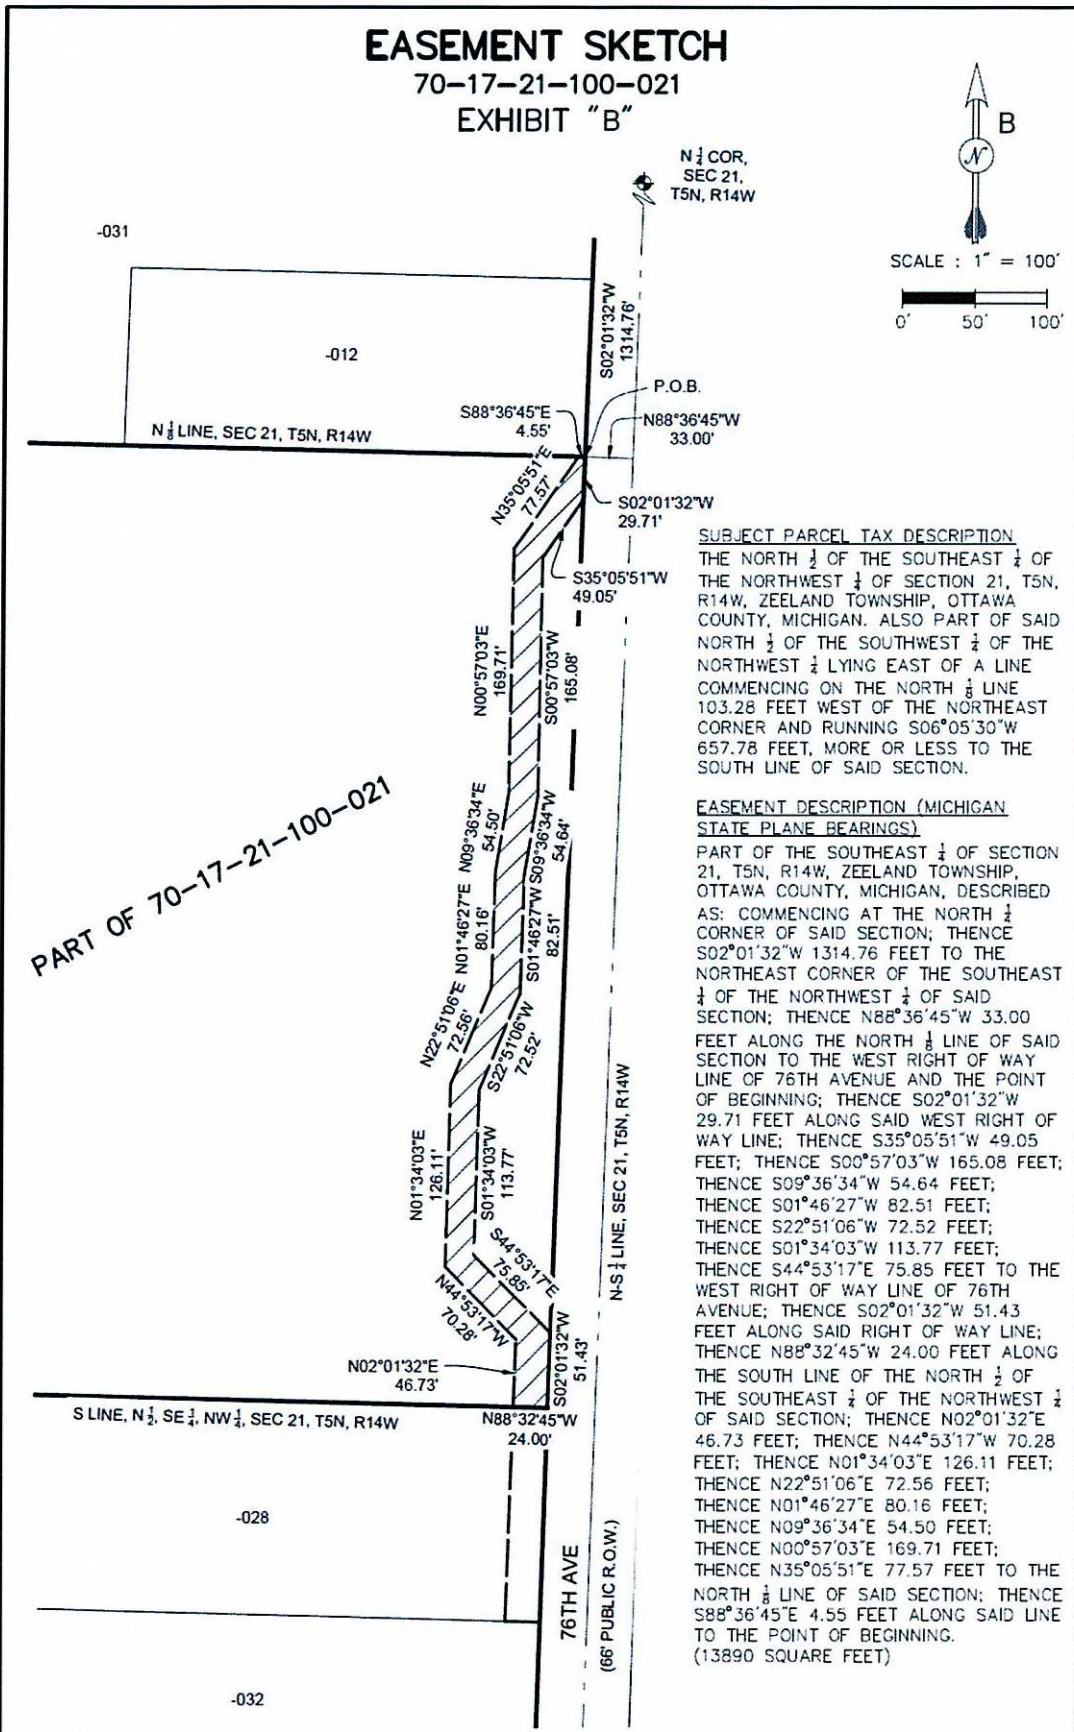 EASEMENT SKETCH
70-17-21-100-021
EXHIBIT "B"
N 1/4 COR,
SEC 21,
T5N, R14W
B
N
SCALE : 1" = 100'
0' 50' 100'
-031
-012
S02°01'32"W
1314.76'
P.O.B.
S88°36'45"E
4.55'
N88°36'45"W
33.00'
N 1/8 LINE, SEC 21, T5N, R14W
N35°05'51"E
77.57'
S02°01'32"W
29.71'
S35°05'51"W
49.05'
N00°57'03"E
169.71'
S00°57'03"W
165.08'
PART OF 70-17-21-100-021
N09°36'34"E
54.50'
S09°36'34"W
54.64'
N01°46'27"E
80.16'
S01°46'27"W
82.51'
N22°51'06"E
72.56'
S22°51'06"W
72.52'
N01°34'03"E
126.11'
S01°34'03"W
113.77'
S44°53'17"E
75.85'
N44°53'17"W
70.28'
N02°01'32"E
46.73'
S02°01'32"W
51.43'
S LINE, N 1/2, SE 1/4, NW 1/4, SEC 21, T5N, R14W
N88°32'45"W
24.00'
N-S 1/4 LINE, SEC 21, T5N, R14W
-028
76TH AVE
(66' PUBLIC R.O.W.)
-032
SUBJECT PARCEL TAX DESCRIPTION
THE NORTH 1/2 OF THE SOUTHEAST 1/4 OF
THE NORTHWEST 1/4 OF SECTION 21, T5N,
R14W, ZEELAND TOWNSHIP, OTTAWA
COUNTY, MICHIGAN. ALSO PART OF SAID
NORTH 1/2 OF THE SOUTHWEST 1/4 OF THE
NORTHWEST 1/4 LYING EAST OF A LINE
COMMENCING ON THE NORTH 1/8 LINE
103.28 FEET WEST OF THE NORTHEAST
CORNER AND RUNNING S06°05'30"W
657.78 FEET, MORE OR LESS TO THE
SOUTH LINE OF SAID SECTION.
EASEMENT DESCRIPTION (MICHIGAN
STATE PLANE BEARINGS)
PART OF THE SOUTHEAST 1/4 OF SECTION
21, T5N, R14W, ZEELAND TOWNSHIP,
OTTAWA COUNTY, MICHIGAN, DESCRIBED
AS: COMMENCING AT THE NORTH 1/4
CORNER OF SAID SECTION; THENCE
S02°01'32"W 1314.76 FEET TO THE
NORTHEAST CORNER OF THE SOUTHEAST
1/4 OF THE NORTHWEST 1/4 OF SAID
SECTION; THENCE N88°36'45"W 33.00
FEET ALONG THE NORTH 1/8 LINE OF SAID
SECTION TO THE WEST RIGHT OF WAY
LINE OF 76TH AVENUE AND THE POINT
OF BEGINNING; THENCE S02°01'32"W
29.71 FEET ALONG SAID WEST RIGHT OF
WAY LINE; THENCE S35°05'51"W 49.05
FEET; THENCE S00°57'03"W 165.08 FEET;
THENCE S09°36'34"W 54.64 FEET;
THENCE S01°46'27"W 82.51 FEET;
THENCE S22°51'06"W 72.52 FEET;
THENCE S01°34'03"W 113.77 FEET;
THENCE S44°53'17"E 75.85 FEET TO THE
WEST RIGHT OF WAY LINE OF 76TH
AVENUE; THENCE S02°01'32"W 51.43
FEET ALONG SAID RIGHT OF WAY LINE;
THENCE N88°32'45"W 24.00 FEET ALONG
THE SOUTH LINE OF THE NORTH 1/2 OF
THE SOUTHEAST 1/4 OF THE NORTHWEST 1/4
OF SAID SECTION; THENCE N02°01'32"E
46.73 FEET; THENCE N44°53'17"W 70.28
FEET; THENCE N01°34'03"E 126.11 FEET;
THENCE N22°51'06"E 72.56 FEET;
THENCE N01°46'27"E 80.16 FEET;
THENCE N09°36'34"E 54.50 FEET;
THENCE N00°57'03"E 169.71 FEET;
THENCE N35°05'51"E 77.57 FEET TO THE
NORTH 1/8 LINE OF SAID SECTION; THENCE
S88°36'45"E 4.55 FEET ALONG SAID LINE
TO THE POINT OF BEGINNING.
(13890 SQUARE FEET)